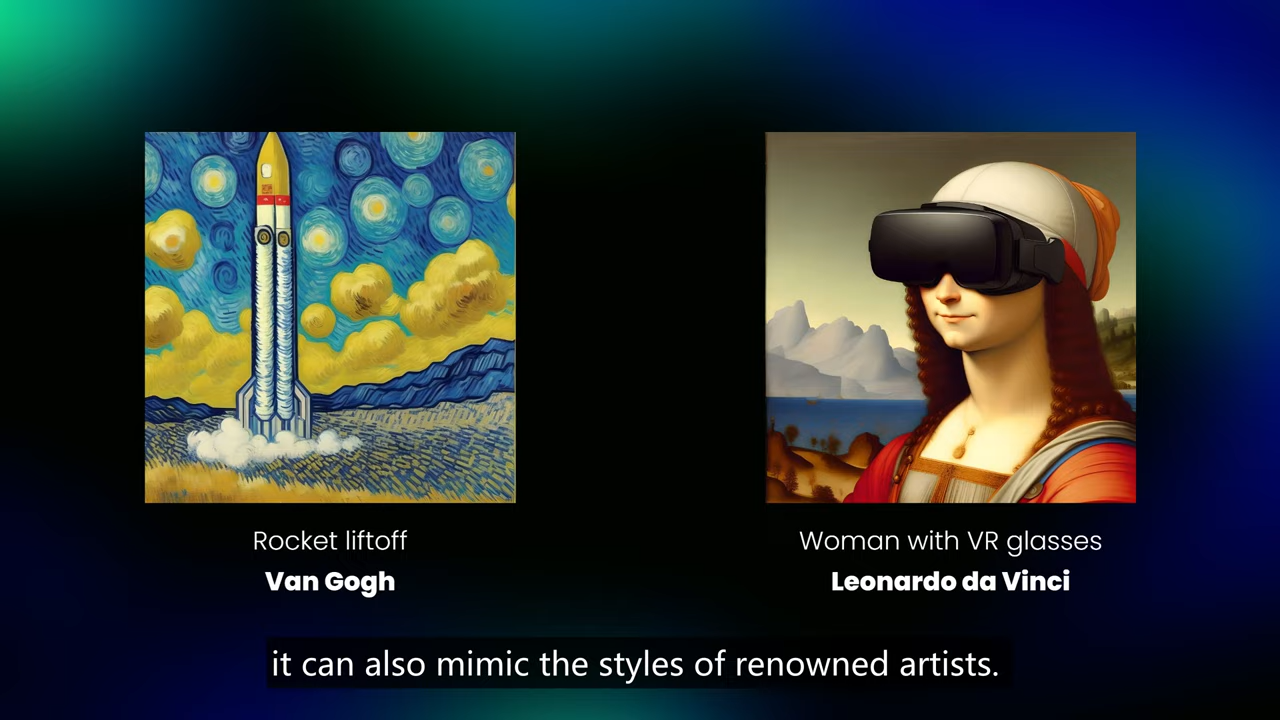 Rocket liftoff
Van Gogh
Woman with VR glasses
Leonardo da Vinci
it can also mimic the styles of renowned artists.